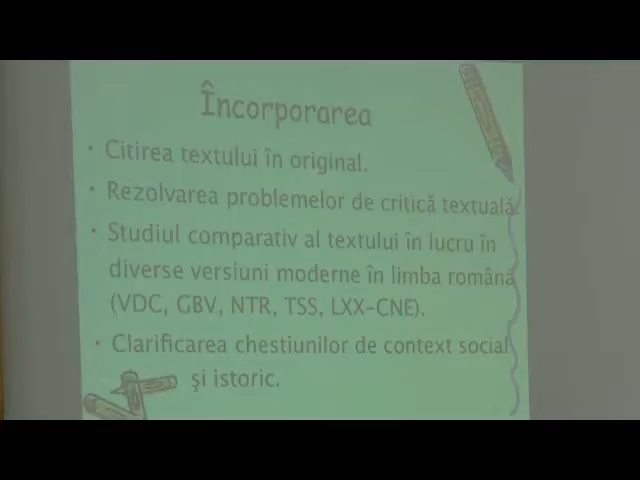 Încorporarea
• Citirea textului în original.
• Rezolvarea problemelor de critică textuală.
• Studiul comparativ al textului în lucru în
diverse versiuni moderne în limba română
(VDC, GBV, NTR, TSS, LXX-CNE).
• Clarificarea chestiunilor de context social
şi istoric.